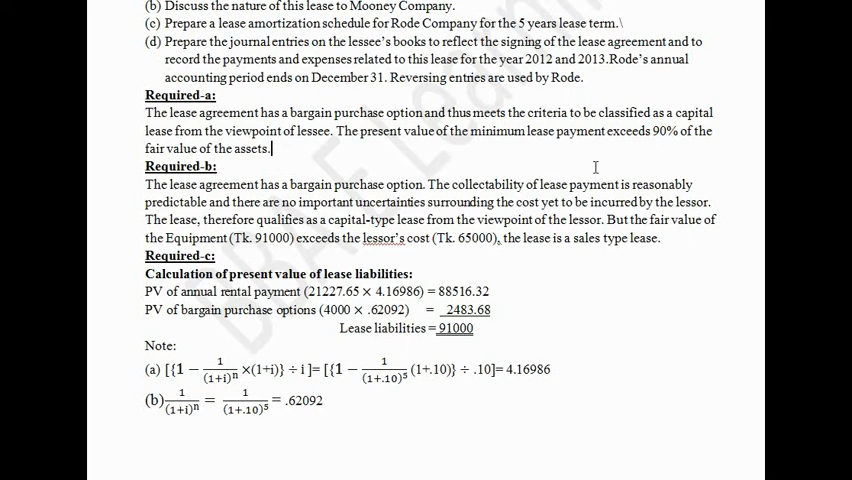 (b) Discuss the nature of this lease to Mooney Company.
(c) Prepare a lease amortization schedule for Rode Company for the 5 years lease term.\
(d) Prepare the journal entries on the lessee's books to reflect the signing of the lease agreement and to
record the payments and expenses related to this lease for the year 2012 and 2013.Rode's annual
accounting period ends on December 31. Reversing entries are used by Rode.
Required-a:
The lease agreement has a bargain purchase option and thus meets the criteria to be classified as a capital
lease from the viewpoint of lessee. The present value of the minimum lease payment exceeds 90% of the
fair value of the assets.
Required-b:
The lease agreement has a bargain purchase option. The collectability of lease payment is reasonably
predictable and there are no important uncertainties surrounding the cost yet to be incurred by the lessor.
The lease, therefore qualifies as a capital-type lease from the viewpoint of the lessor. But the fair value of
the Equipment (Tk. 91000) exceeds the lessor's cost (Tk. 65000), the lease is a sales type lease.
Required-c:
Calculation of present value of lease liabilities:
PV of annual rental payment (21227.65 × 4.16986) = 88516.32
PV of bargain purchase options (4000 × .62092) = 2483.68
Lease liabilities = 91000
Note:
(a) [{1 − 1/(1+i)^n ×(1+i)} ÷ i]= [{1 − 1/(1+.10)^5 (1+.10)} ÷ .10]= 4.16986
(b) 1/(1+i)^n = 1/(1+.10)^5 = .62092
BBA E Learning